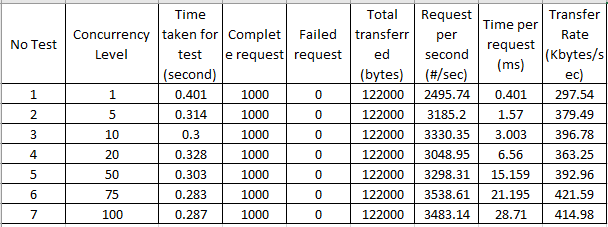 No Test Concurrency Level Time taken for test (second) Complet e request Failed request Total transferr ed (bytes) Request per second (#/sec) Time per request (ms) Transfer Rate (Kbytes/s ec)
1 1 0.401 1000 0 122000 2495.74 0.401 297.54
2 5 0.314 1000 0 122000 3185.2 1.57 379.49
3 10 0.3 1000 0 122000 3330.35 3.003 396.78
4 20 0.328 1000 0 122000 3048.95 6.56 363.25
5 50 0.303 1000 0 122000 3298.31 15.159 392.96
6 75 0.283 1000 0 122000 3538.61 21.195 421.59
7 100 0.287 1000 0 122000 3483.14 28.71 414.98